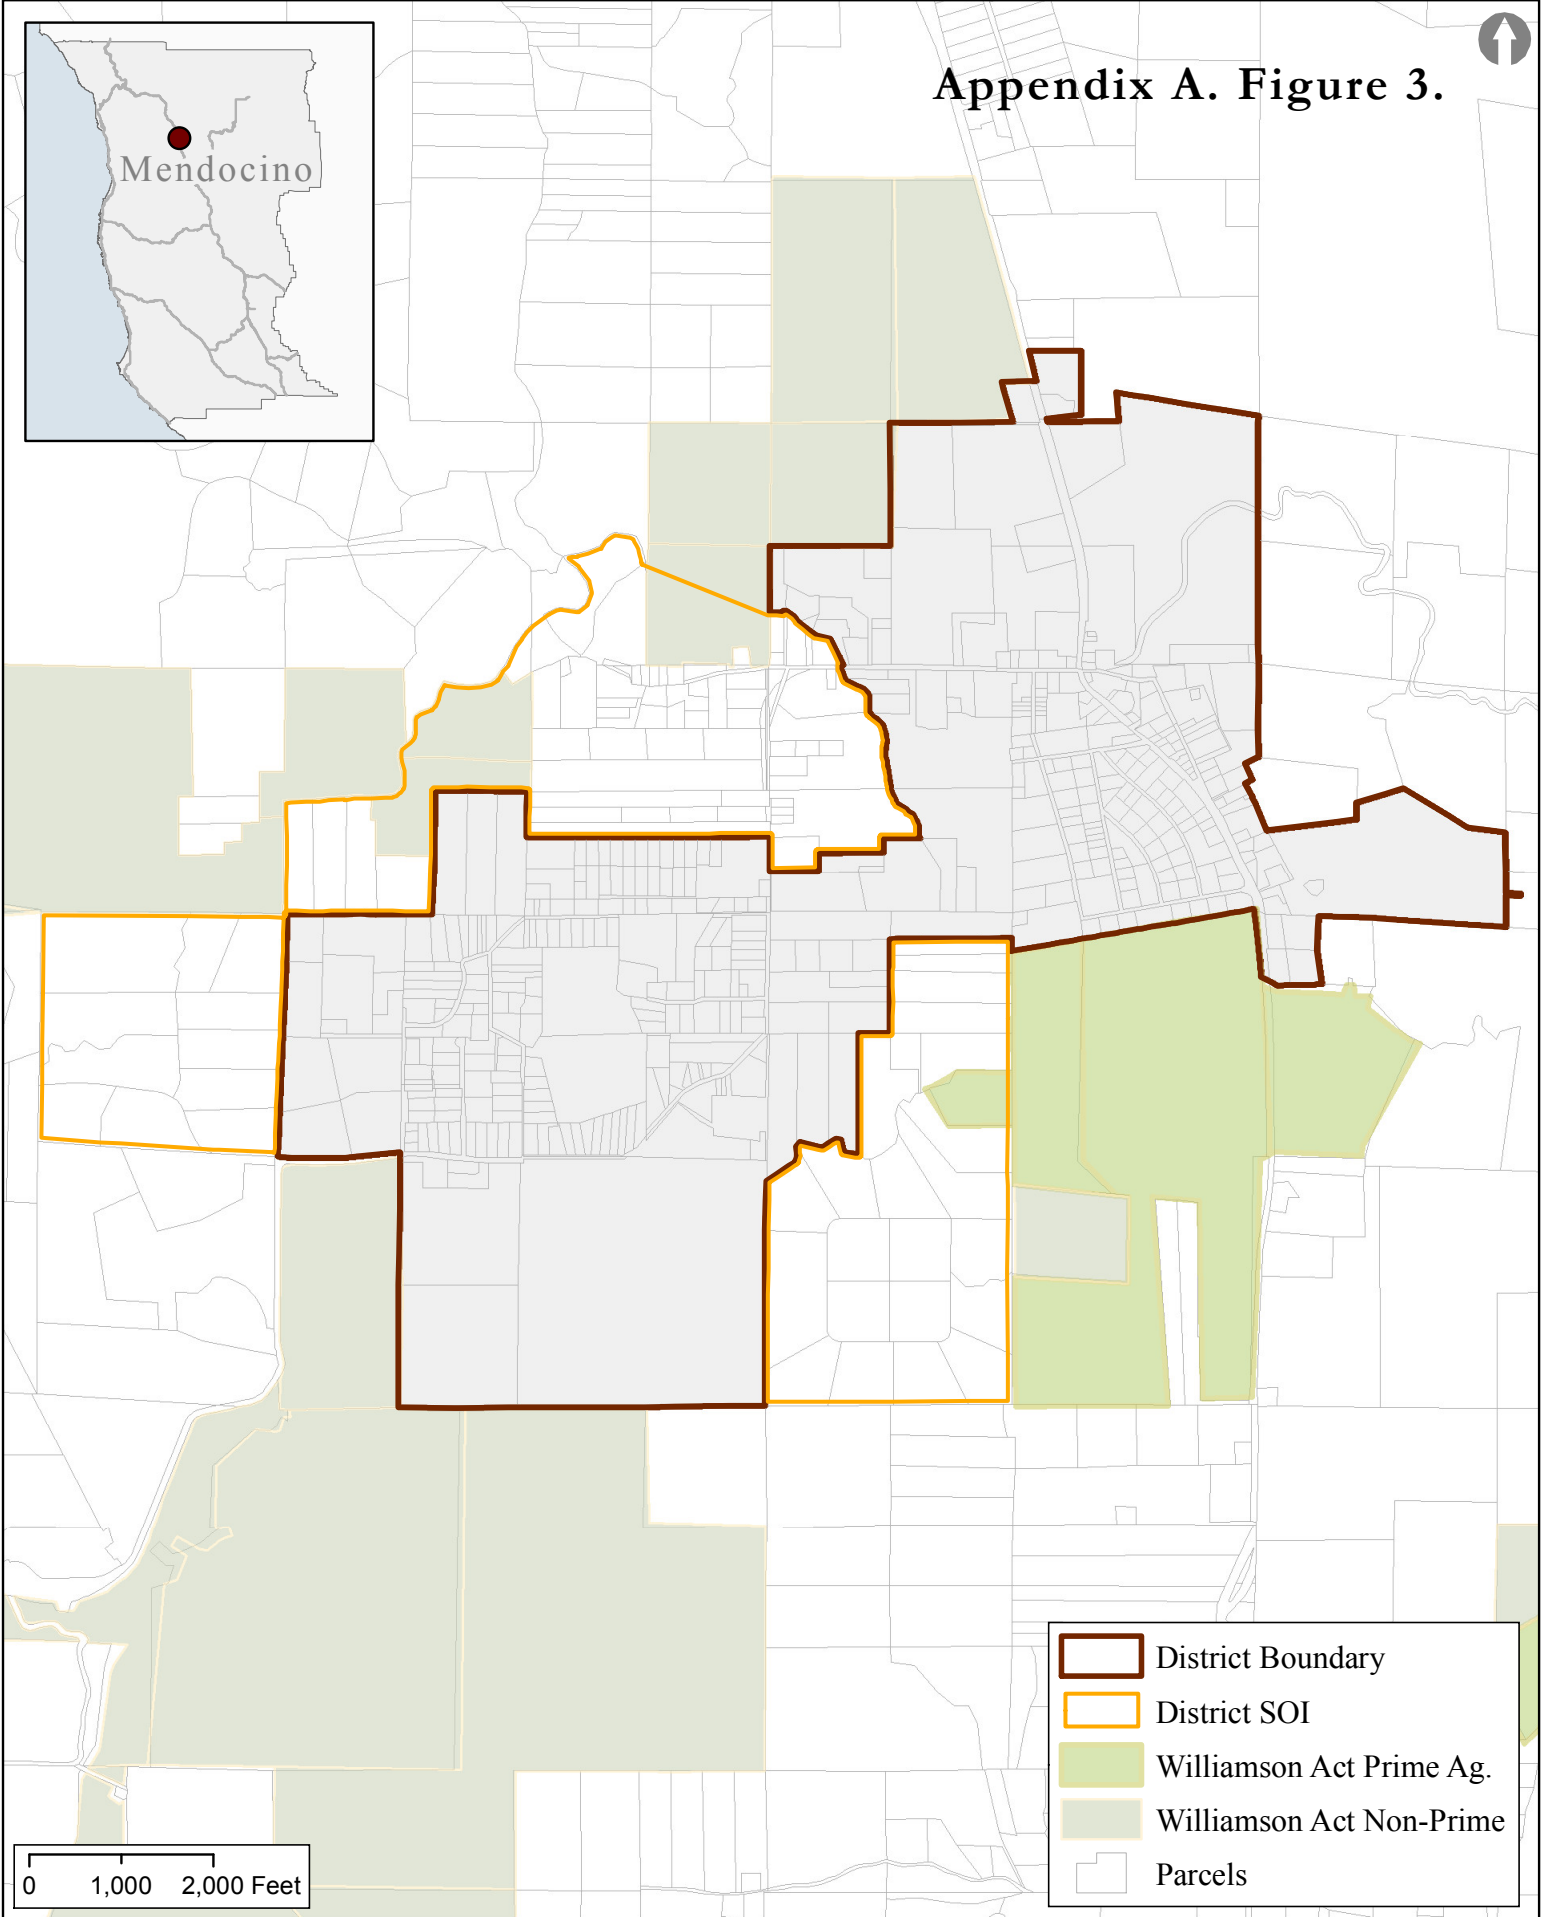 Appendix A. Figure 3.
Mendocino
District Boundary
District SOI
Williamson Act Prime Ag.
Williamson Act Non-Prime
Parcels
0 1,000 2,000 Feet